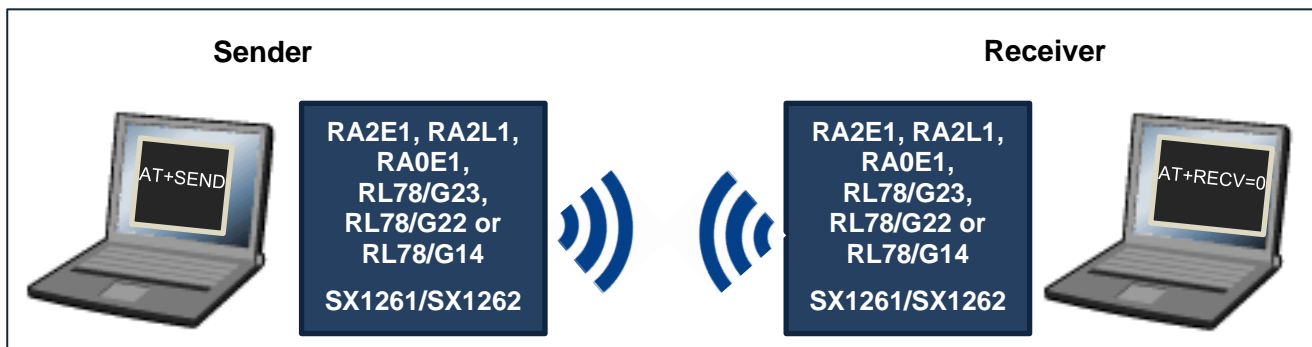 Sender
Receiver
AT+SEND
RA2E1, RA2L1,
RA0E1,
RL78/G23,
RL78/G22 or
RL78/G14
SX1261/SX1262
RA2E1, RA2L1,
RA0E1,
RL78/G23,
RL78/G22 or
RL78/G14
SX1261/SX1262
AT+RECV=0